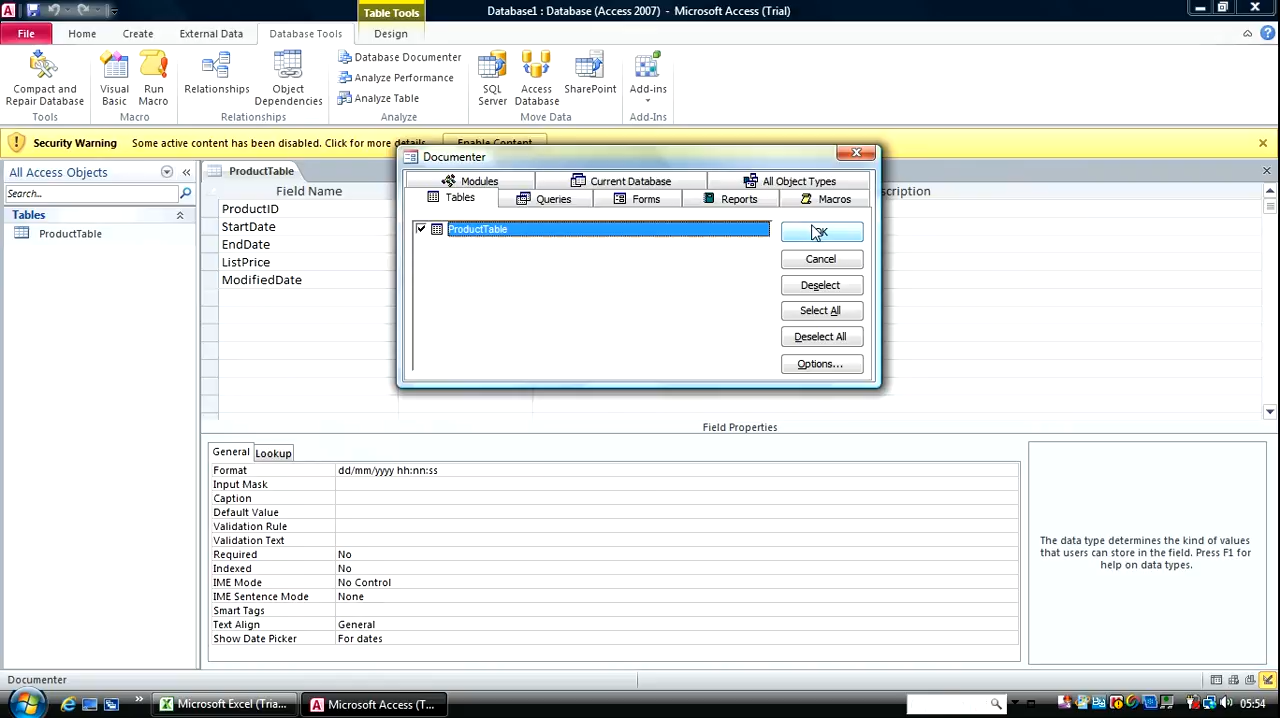 Table Tools
Database1 : Database (Access 2007) - Microsoft Access (Trial)
File Home Create External Data Database Tools Design
Compact and Repair Database
Tools
Visual Basic
Run Macro
Macro
Relationships
Object Dependencies
Relationships
Database Documenter
Analyze Performance
Analyze Table
Analyze
SQL Server
Access Database
SharePoint
Move Data
Add-ins
Add-Ins
Security Warning Some active content has been disabled. Click for more details. Enable Content
All Access Objects
Search...
Tables
ProductTable
ProductTable
Field Name
ProductID
StartDate
EndDate
ListPrice
ModifiedDate
Documenter
Modules Current Database All Object Types
Tables Queries Forms Reports Macros
ProductTable
OK
Cancel
Deselect
Select All
Deselect All
Options...
Field Properties
General Lookup
Format dd/mm/yyyy hh:nn:ss
Input Mask
Caption
Default Value
Validation Rule
Validation Text
Required No
Indexed No
IME Mode No Control
IME Sentence Mode None
Smart Tags
Text Align General
Show Date Picker For dates
The data type determines the kind of values
that users can store in the field. Press F1 for
help on data types.
Documenter
Microsoft Excel (Tria...
Microsoft Access (T...
05:54